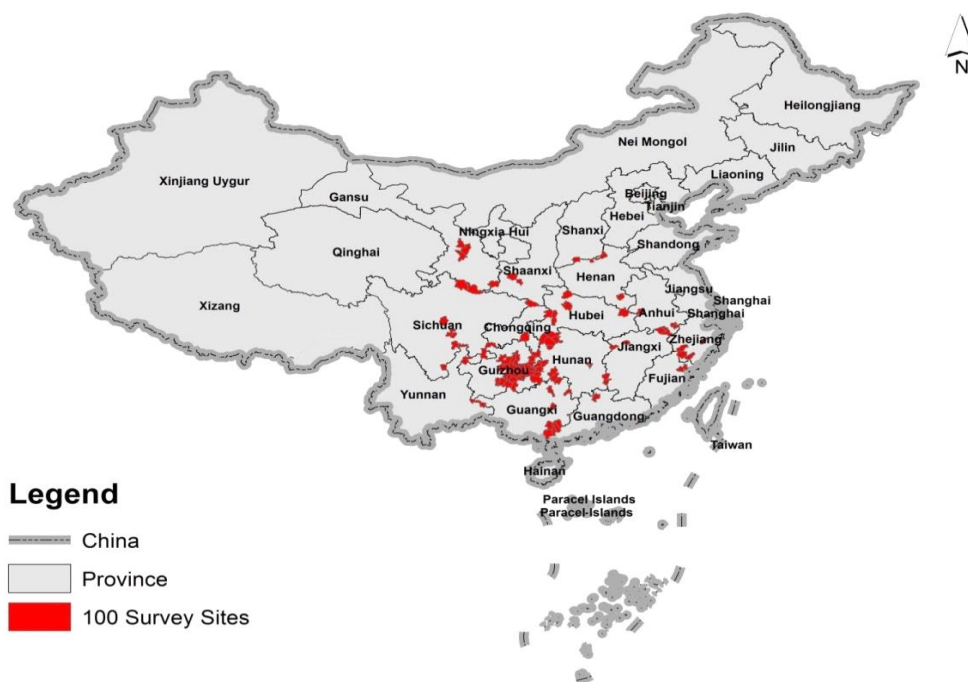 N
Heilongjiang
Nei Mongol
Jilin
Liaoning
Xinjiang Uygur
Beijing
Gansu
Tianjin
Hebei
Ningxia Hui
Shanxi
Shandong
Qinghai
Shaanxi
Henan
Jiangsu
Xizang
Shanghai
Anhui
Shanghai
Hubei
Sichuan
Chongqing
Zhejiang
Jiangxi
Hunan
Guizhou
Fujian
Yunnan
Guangxi
Guangdong
Taiwan
Hainan
Paracel Islands
Paracel-Islands
Legend
China
Province
100 Survey Sites